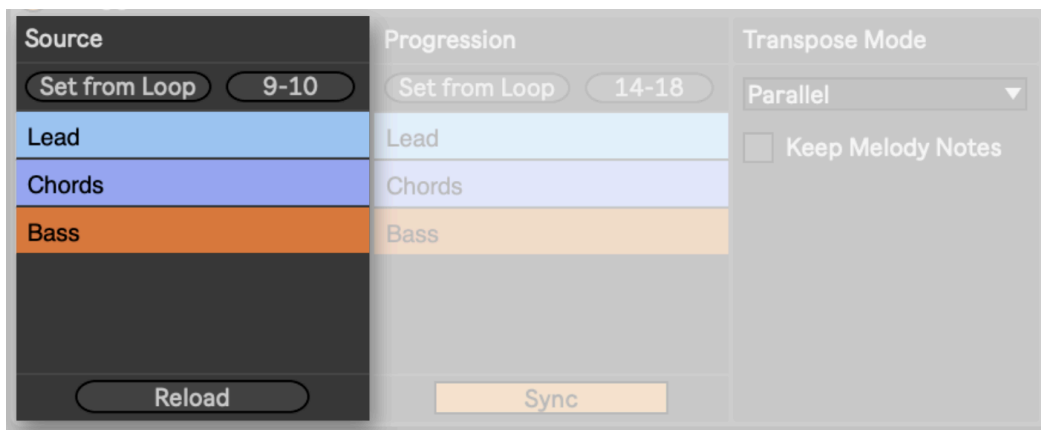 Source
Set from Loop 9-10
Lead
Chords
Bass
Reload
Progression
Set from Loop 14-18
Lead
Chords
Bass
Sync
Transpose Mode
Parallel
Keep Melody Notes